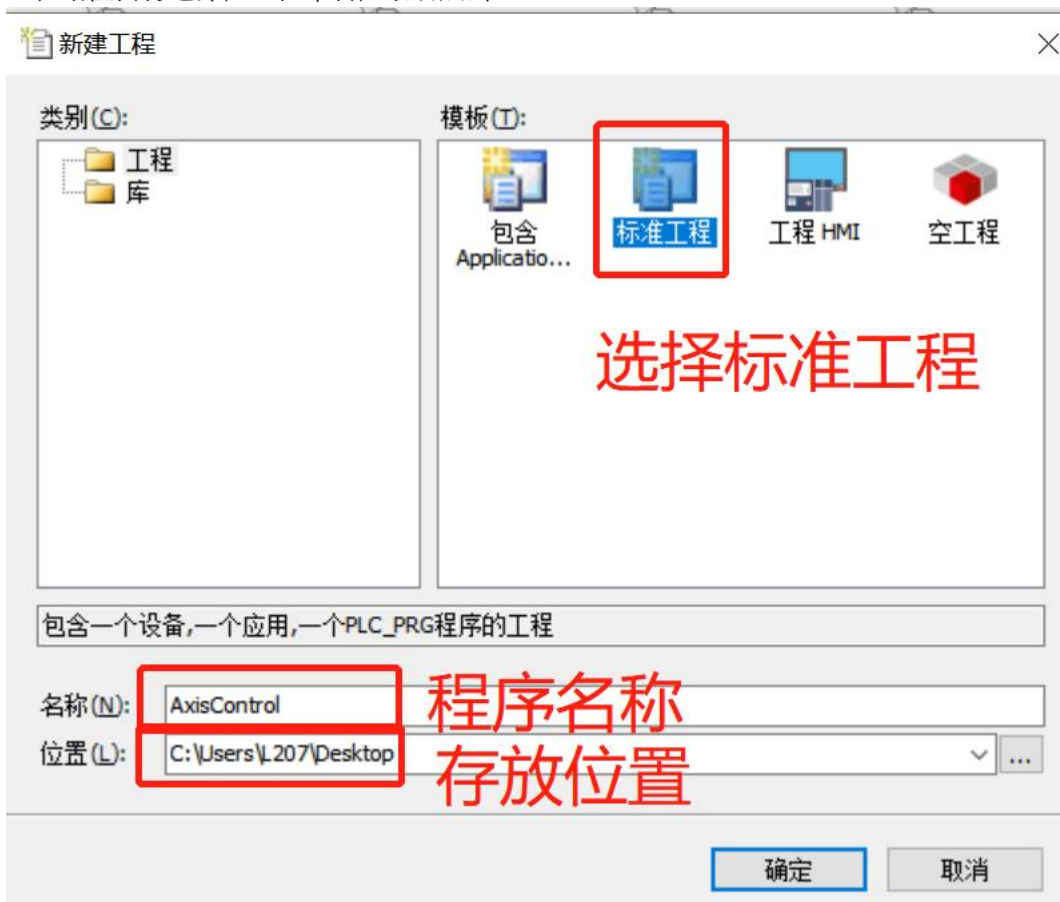 新建工程
类别(C):
模板(T):
工程
库
包含
Applicatio...
标准工程
工程 HMI
空工程
选择标准工程
包含一个设备,一个应用,一个PLC_PRG程序的工程
名称(N):
AxisControl
程序名称
位置(L):
C:\Users\L207\Desktop
...
存放位置
确定
取消